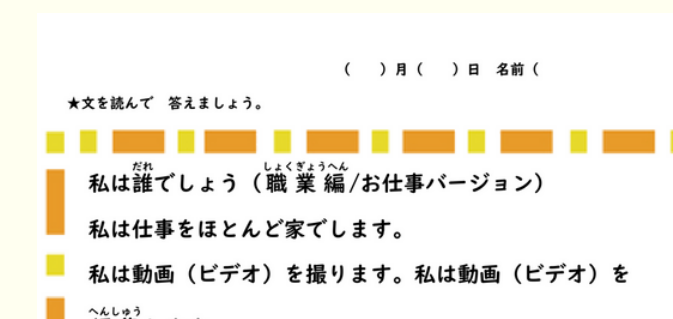 （　　）月（　　）日　名前（
★文を読んで　答えましょう。
だれ　しょくぎょうへん
私は誰でしょう（職業編/お仕事バージョン）
私は仕事をほとんど家でします。
私は動画（ビデオ）を撮ります。私は動画（ビデオ）を
へんしゅう